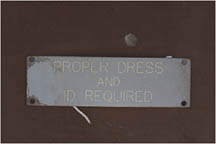 PROPER DRESS
AND
ID REQUIRED